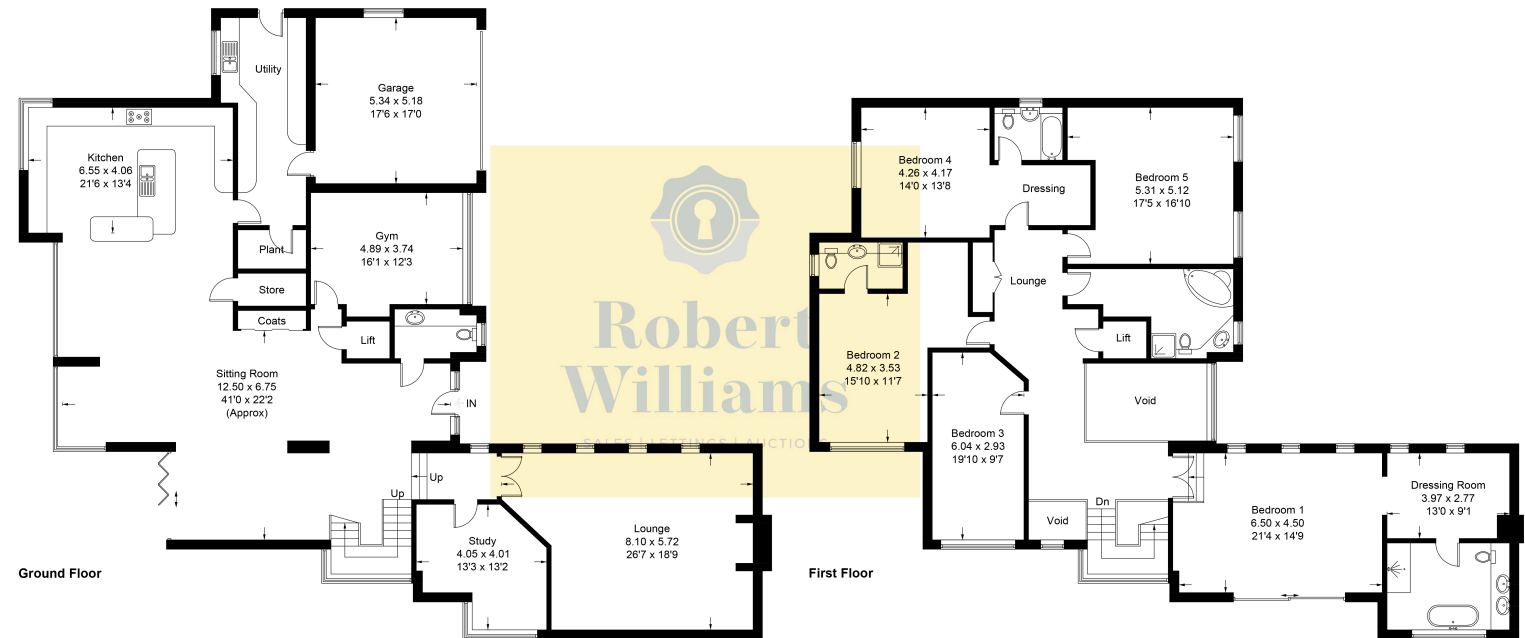 Utility
Garage
5.34 x 5.18
17'6 x 17'0
Kitchen
6.55 x 4.06
21'6 x 13'4
Plant
Gym
4.89 x 3.74
16'1 x 12'3
Store
Coats
Lift
Sitting Room
12.50 x 6.75
41'0 x 22'2
(Approx)
IN
Up
Up
Study
4.05 x 4.01
13'3 x 13'2
Lounge
8.10 x 5.72
26'7 x 18'9
Ground Floor
Robert
Williams
SALES | LETTINGS | AUCTIONS
Bedroom 4
4.26 x 4.17
14'0 x 13'8
Dressing
Bedroom 5
5.31 x 5.12
17'5 x 16'10
Lounge
Lift
Bedroom 2
4.82 x 3.53
15'10 x 11'7
Void
Bedroom 3
6.04 x 2.93
19'10 x 9'7
Dn
Void
Bedroom 1
6.50 x 4.50
21'4 x 14'9
Dressing Room
3.97 x 2.77
13'0 x 9'1
First Floor